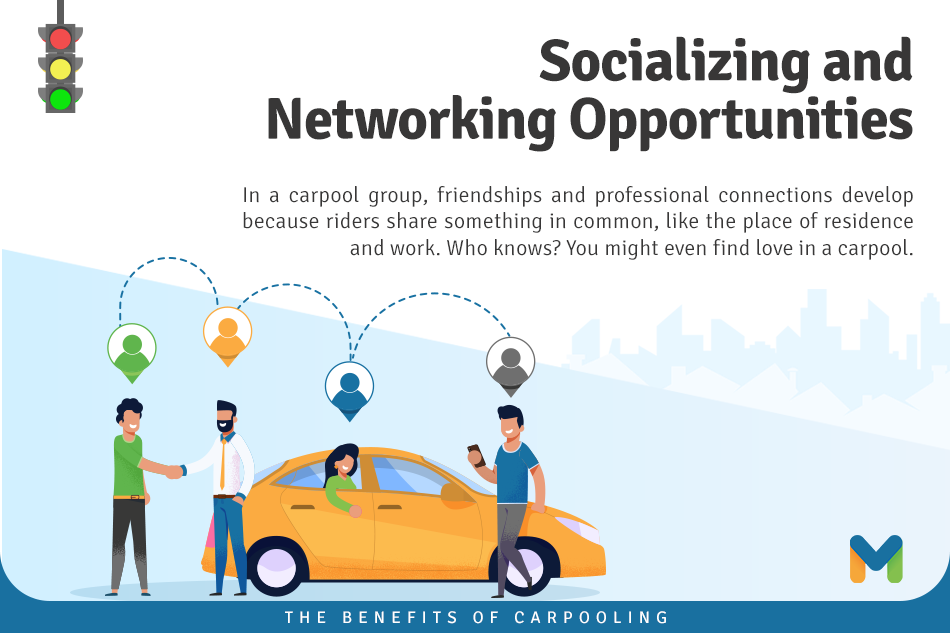 Socializing and
Networking Opportunities
In a carpool group, friendships and professional connections develop
because riders share something in common, like the place of residence
and work. Who knows? You might even find love in a carpool.
THE BENEFITS OF CARPOOLING